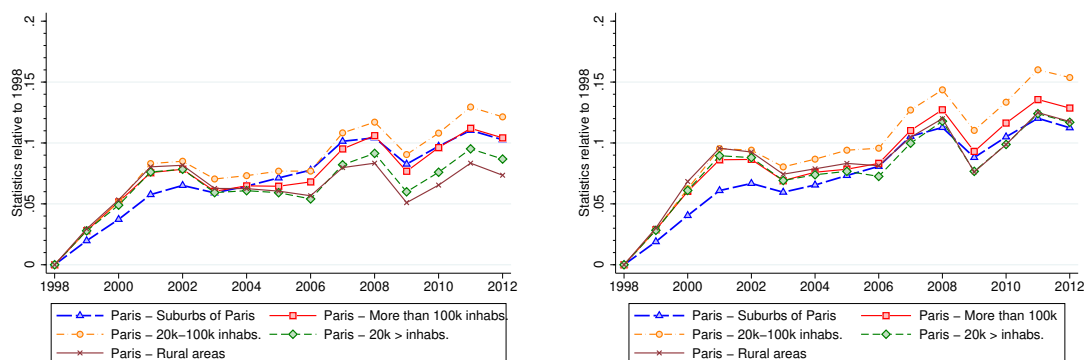 Statistics relative to 1998
0 .05 .1 .15 .2
1998 2000 2002 2004 2006 2008 2010 2012
Paris − Suburbs of Paris
Paris − More than 100k inhabs.
Paris − 20k−100k inhabs.
Paris − 20k > inhabs.
Paris − Rural areas
Statistics relative to 1998
0 .05 .1 .15 .2
1998 2000 2002 2004 2006 2008 2010 2012
Paris − Suburbs of Paris
Paris − More than 100k
Paris − 20k−100k inhabs.
Paris − 20k > inhabs.
Paris − Rural areas